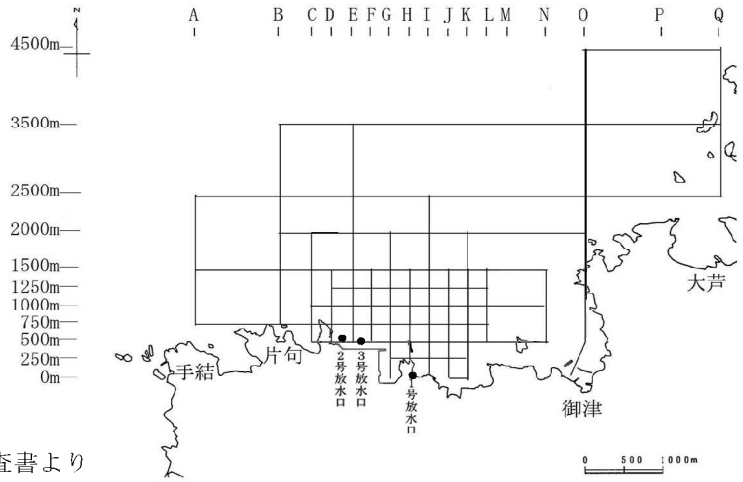 A B C D E F G H I J K L M N O P Q
z
4500m
3500m
2500m
2000m
1500m
1250m
1000m
750m
500m
250m
0m
手結
片句
2号放水口
3号放水口
1号放水口
御津
大芦
0 500 1000m
査書より